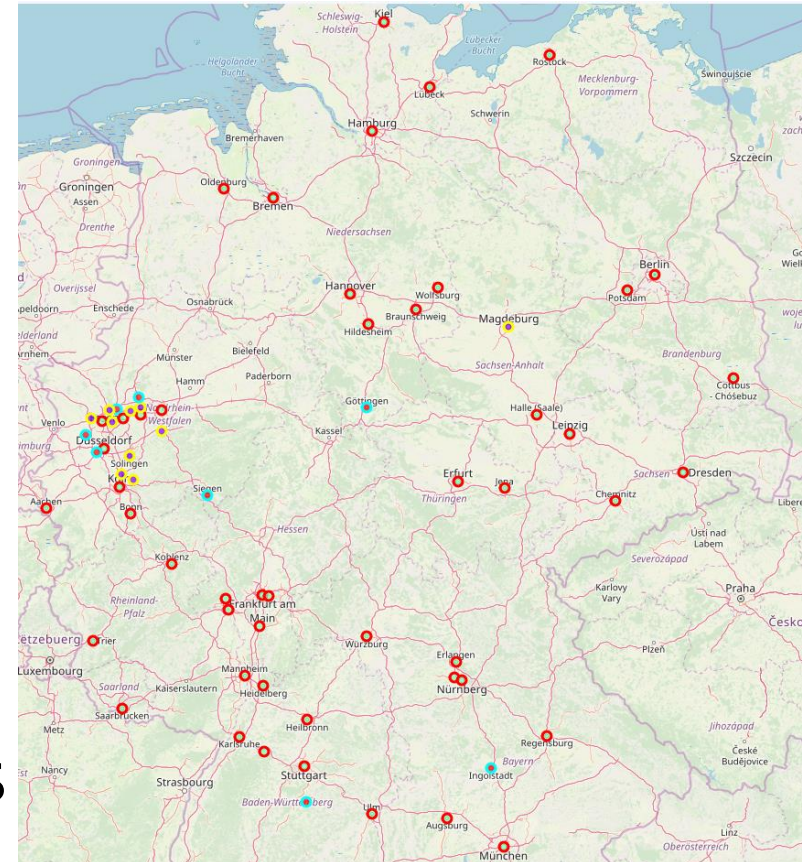 Kiel
Schleswig-
Holstein
Lübecker
Bucht
Rostock
Helgoländer
Bucht
Świnoujście
Mecklenburg-
Vorpommern
Lübeck
Schwerin
Hamburg
Bremerhaven
Szczecin
Groningen
Groningen
Assen
Oldenburg
Bremen
Drenthe
Niedersachsen
Berlin
Overijssel
Hannover
Wolfsburg
Potsdam
Enschede
Osnabrück
Braunschweig
Magdeburg
Hildesheim
Münster
Bielefeld
Brandenburg
Hamm
Paderborn
Sachsen-Anhalt
Cottbus
- Chóśebuz
Göttingen
Halle (Saale)
Venlo
Nordrhein-
Westfalen
Leipzig
Kassel
Düsseldorf
Solingen
Erfurt
Jena
Sachsen
Dresden
Siegen
Thüringen
Chemnitz
Aachen
Bonn
Hessen
Ústí nad
Labem
Koblenz
Severozápad
Karlovy
Vary
Praha
Rheinland-
Pfalz
Frankfurt am
Main
Trier
Würzburg
Plzeň
Luxembourg
Erlangen
Mannheim
Nürnberg
Saarland
Kaiserslautern
Heidelberg
Saarbrücken
Heilbronn
Jihozápad
Metz
Karlsruhe
Regensburg
České
Budějovice
Nancy
Stuttgart
Bayern
Ingolstadt
Strasbourg
Baden-Württemberg
Ulm
Augsburg
Linz
München
Oberösterreich